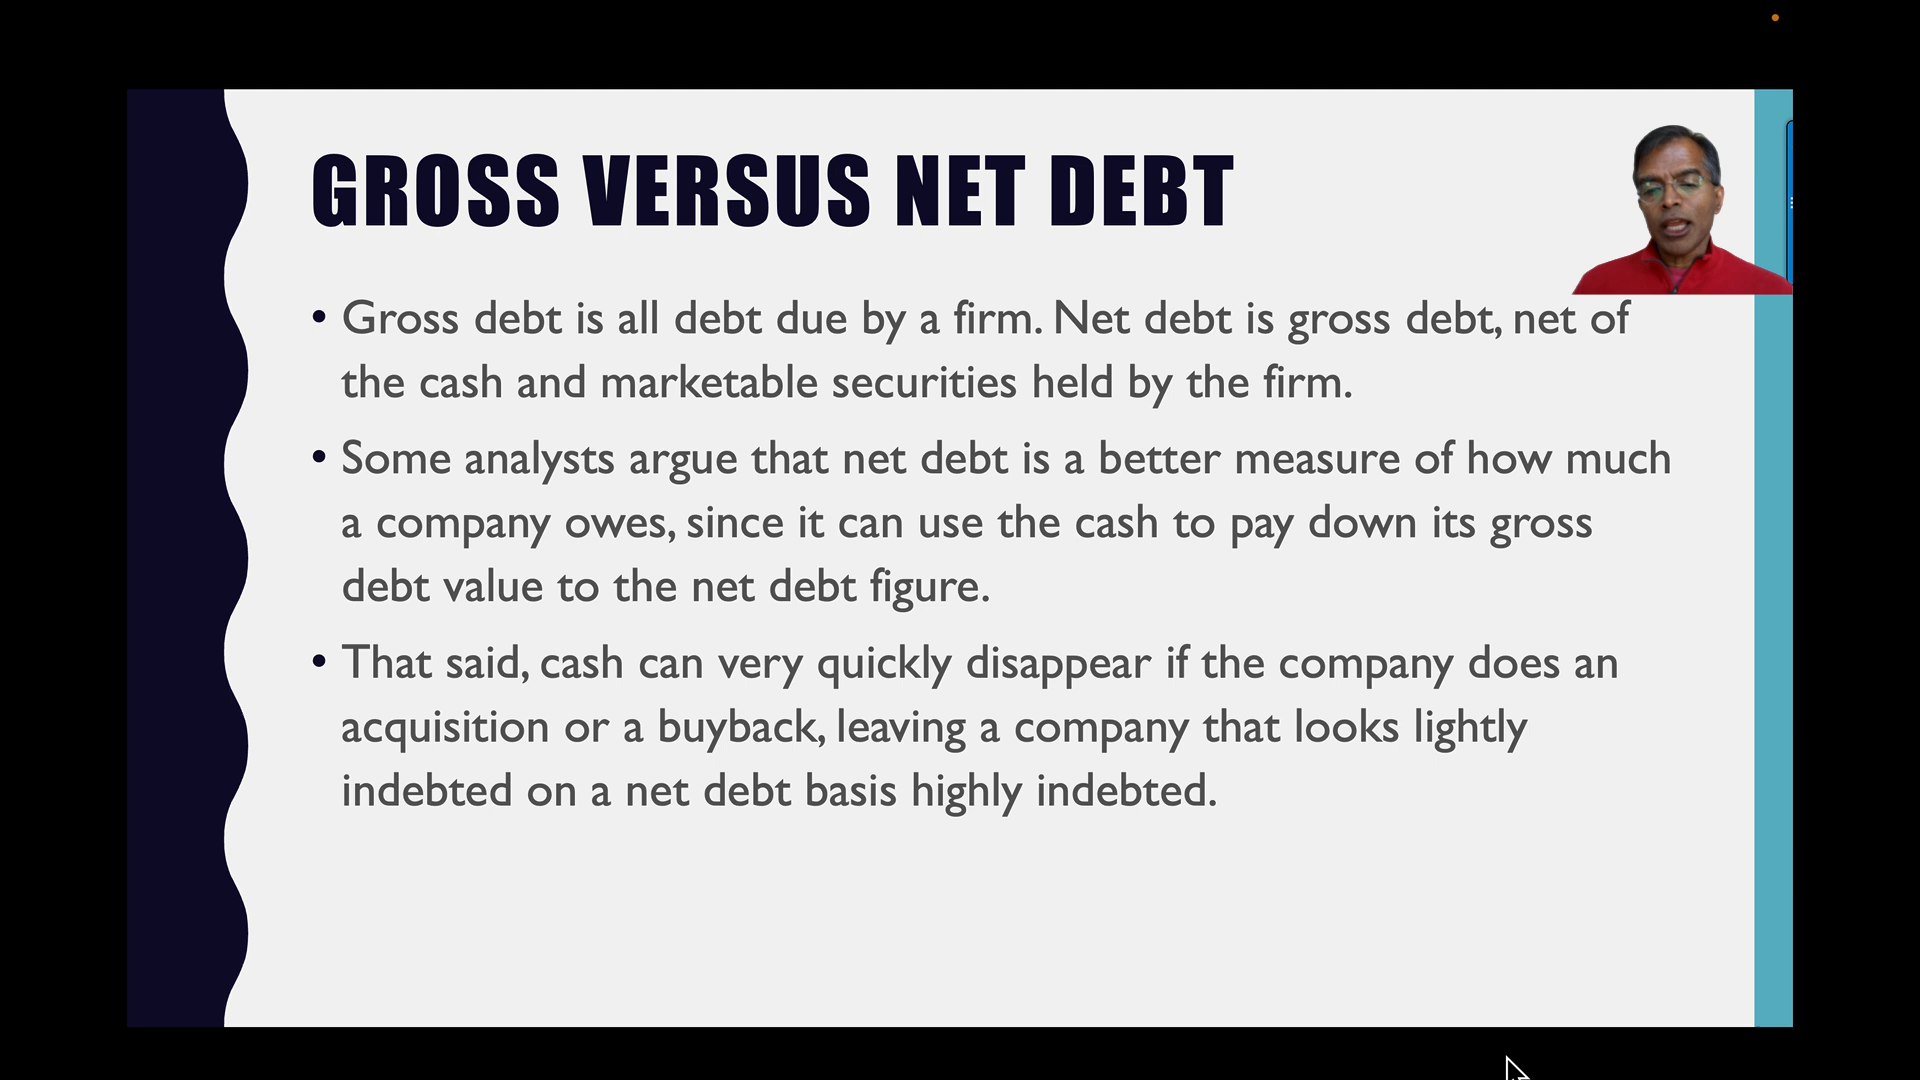 GROSS VERSUS NET DEBT
• Gross debt is all debt due by a firm. Net debt is gross debt, net of
the cash and marketable securities held by the firm.
• Some analysts argue that net debt is a better measure of how much
a company owes, since it can use the cash to pay down its gross
debt value to the net debt figure.
• That said, cash can very quickly disappear if the company does an
acquisition or a buyback, leaving a company that looks lightly
indebted on a net debt basis highly indebted.